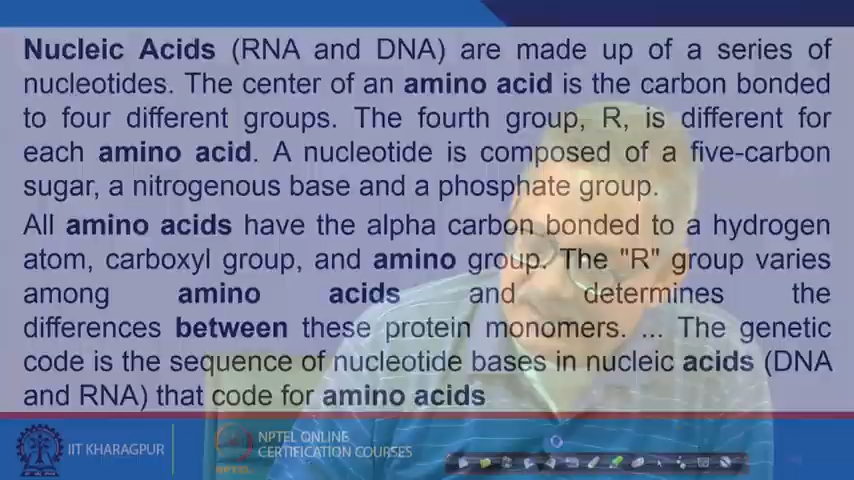 Nucleic Acids (RNA and DNA) are made up of a series of
nucleotides. The center of an amino acid is the carbon bonded
to four different groups. The fourth group, R, is different for
each amino acid. A nucleotide is composed of a five-carbon
sugar, a nitrogenous base and a phosphate group.
All amino acids have the alpha carbon bonded to a hydrogen
atom, carboxyl group, and amino group. The "R" group varies
among amino acids and determines the
differences between these protein monomers. ... The genetic
code is the sequence of nucleotide bases in nucleic acids (DNA
and RNA) that code for amino acids
IIT KHARAGPUR
NPTEL
NPTEL ONLINE
CERTIFICATION COURSES